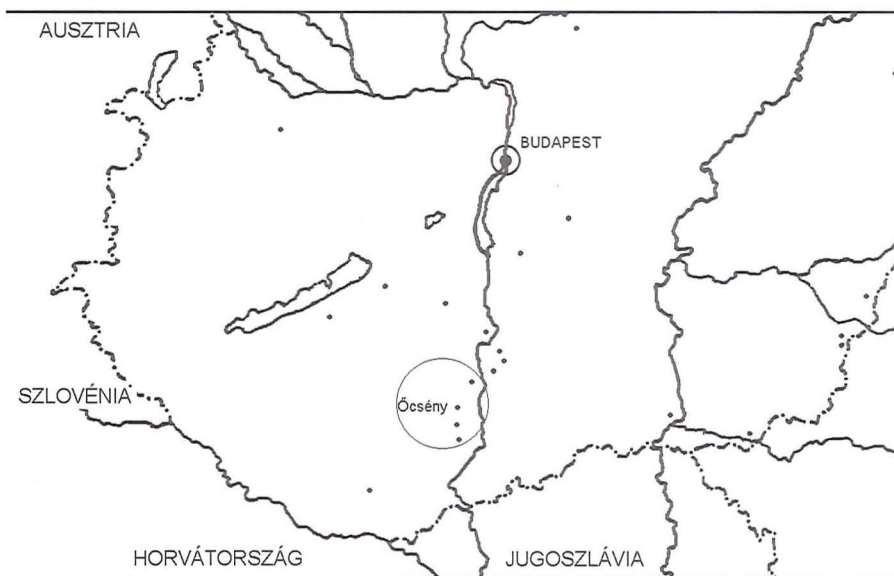 AUSZTRIA
BUDAPEST
Őcsény
SZLOVÉNIA
HORVÁTORSZÁG
JUGOSZLÁVIA